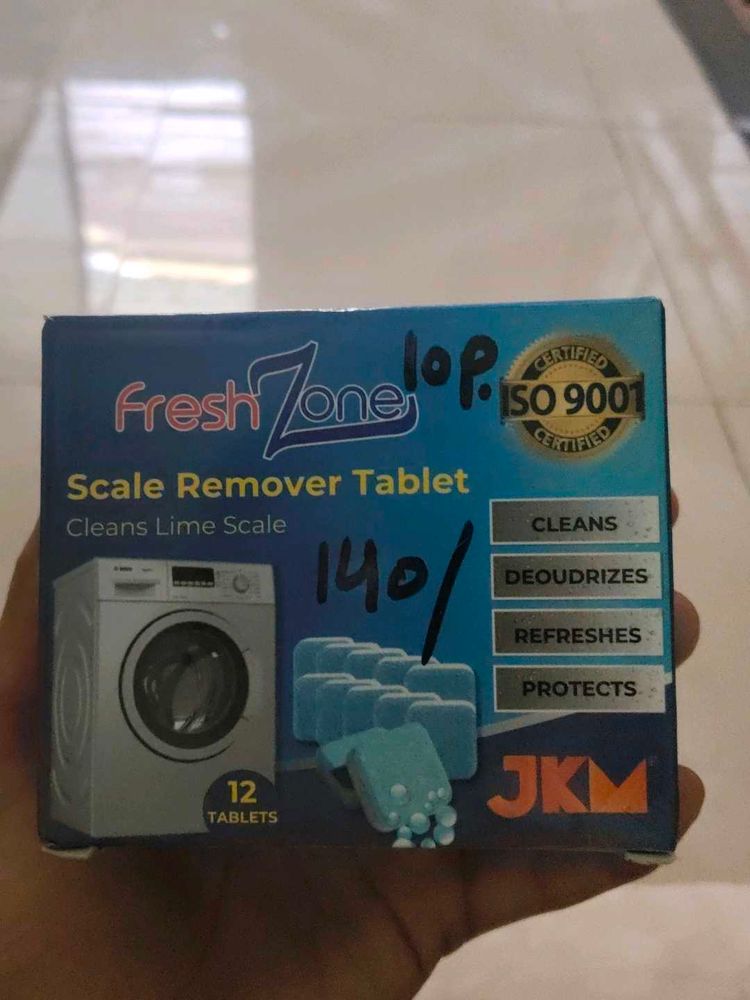 FreshZone
10 P.
CERTIFIED
ISO 9001
CERTIFIED
Scale Remover Tablet
Cleans Lime Scale
140/
CLEANS
DEOUDRIZES
REFRESHES
PROTECTS
12
TABLETS
JKM